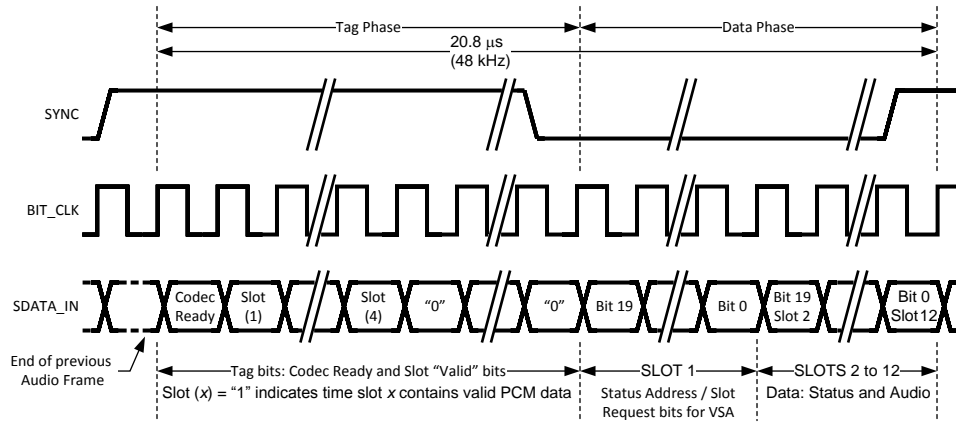 Tag Phase
Data Phase
20.8 μs
(48 kHz)
SYNC
BIT_CLK
SDATA_IN
Codec
Ready
Slot
(1)
Slot
(4)
“0”
“0”
Bit 19
Bit 0
Bit 19
Slot 2
Bit 0
Slot 12
End of previous
Audio Frame
Tag bits: Codec Ready and Slot “Valid” bits
Slot (x) = “1” indicates time slot x contains valid PCM data
SLOT 1
Status Address / Slot
Request bits for VSA
SLOTS 2 to 12
Data: Status and Audio